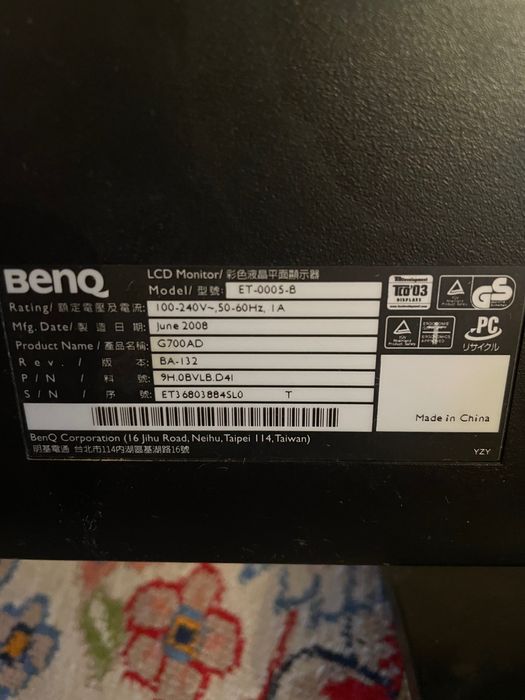 BenQ
LCD Monitor/ 彩色液晶平面顯示器
Model/ 型號: ET-0005-B
Rating/ 額定電壓及電流: 100-240V~, 50-60Hz, 1A
Mfg. Date/ 製造日期: June 2008
Product Name / 產品名稱: G700AD
Rev. / 版本: BA-132
P/N / 料號: 9H.0BVLB.D4I
S/N / 序號: ET36803884SL0 T
BenQ Corporation (16 Jihu Road, Neihu, Taipei 114, Taiwan)
明基電通 台北市114內湖區基湖路16號
TCO'03
DISPLAYS
GS
ERGONOMICS
PC
リサイクル
Made in China
YZY